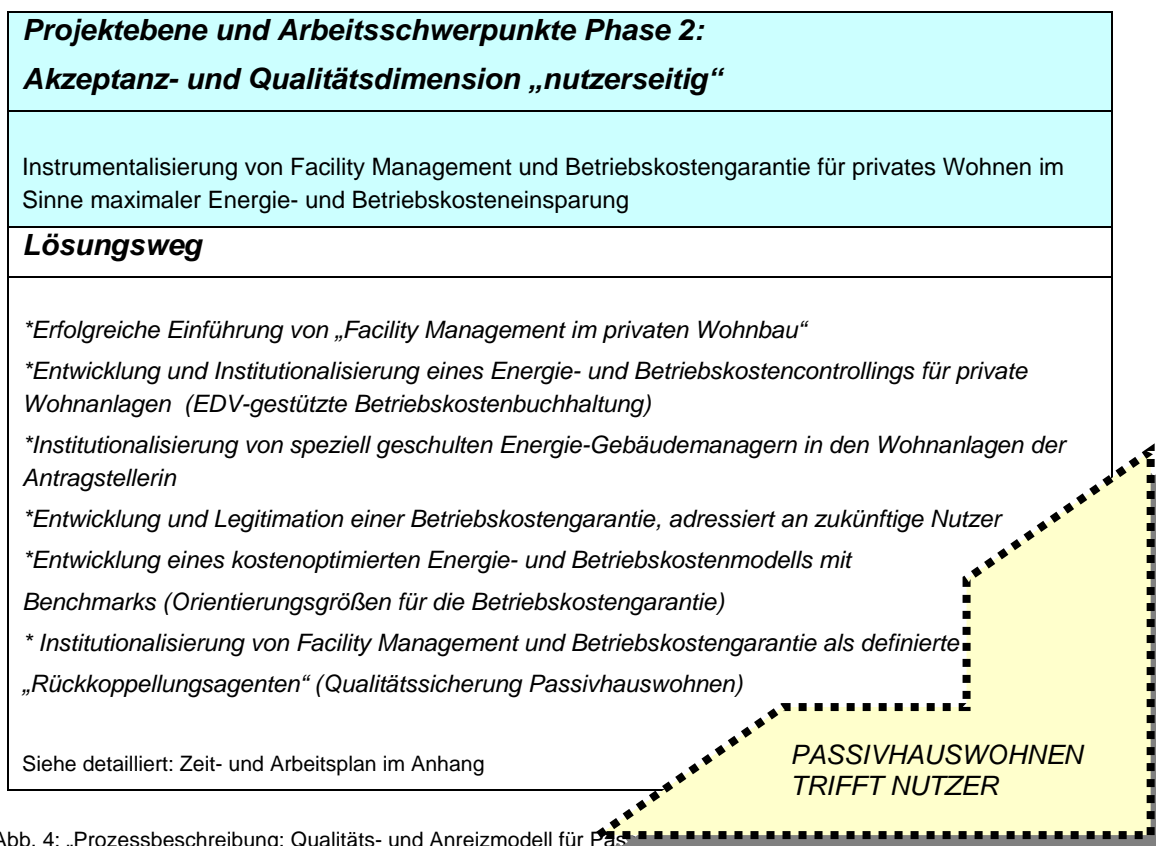 Projektebene und Arbeitsschwerpunkte Phase 2:
Akzeptanz- und Qualitätsdimension „nutzerseitig“
Instrumentalisierung von Facility Management und Betriebskostengarantie für privates Wohnen im
Sinne maximaler Energie- und Betriebskosteneinsparung
Lösungsweg
*Erfolgreiche Einführung von „Facility Management im privaten Wohnbau“
*Entwicklung und Institutionalisierung eines Energie- und Betriebskostencontrollings für private
Wohnanlagen (EDV-gestützte Betriebskostenbuchhaltung)
*Institutionalisierung von speziell geschulten Energie-Gebäudemanagern in den Wohnanlagen der
Antragstellerin
*Entwicklung und Legitimation einer Betriebskostengarantie, adressiert an zukünftige Nutzer
*Entwicklung eines kostenoptimierten Energie- und Betriebskostenmodells mit
Benchmarks (Orientierungsgrößen für die Betriebskostengarantie)
* Institutionalisierung von Facility Management und Betriebskostengarantie als definierte
„Rückkoppellungsagenten“ (Qualitätssicherung Passivhauswohnen)
Siehe detailliert: Zeit- und Arbeitsplan im Anhang
PASSIVHAUSWOHNEN
TRIFFT NUTZER
Abb. 4: „Prozessbeschreibung: Qualitäts- und Anreizmodell für